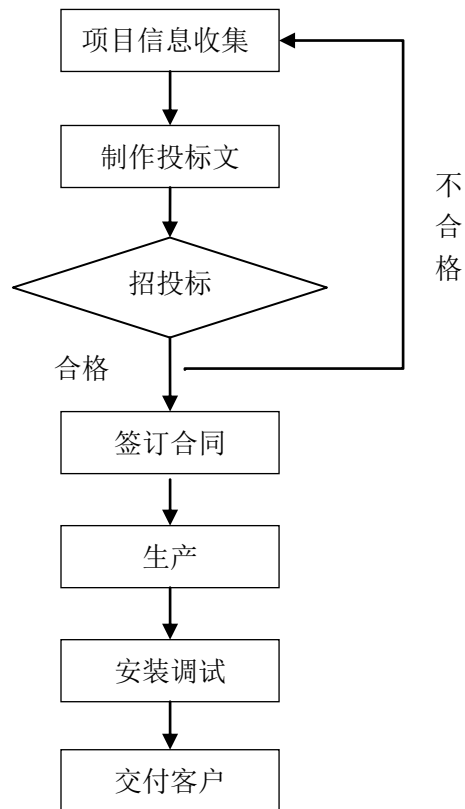 项目信息收集
制作投标文
招投标
不
合
格
合格
签订合同
生产
安装调试
交付客户